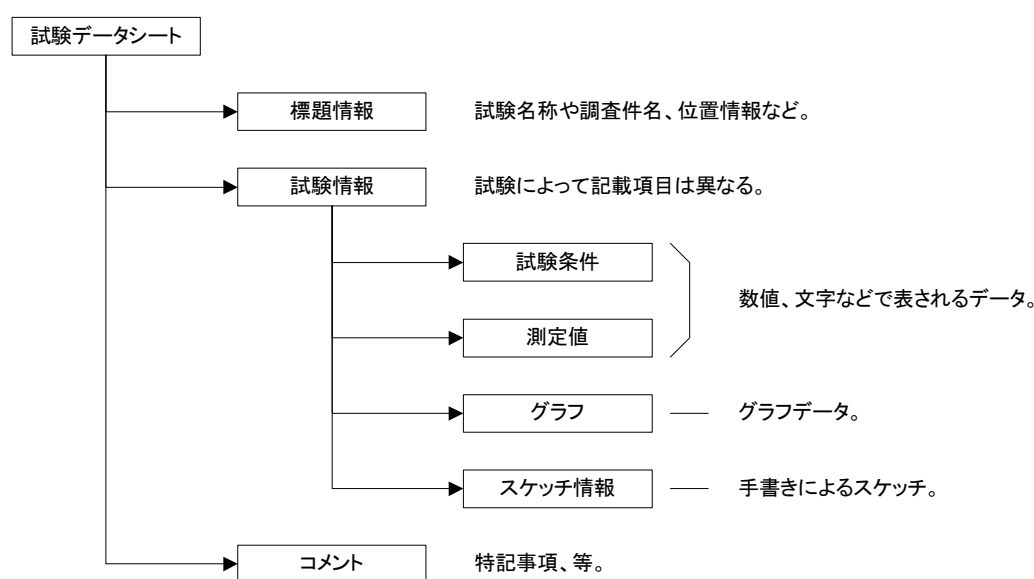 試験データシート
標題情報
試験名称や調査件名、位置情報など。
試験情報
試験によって記載項目は異なる。
試験条件
数値、文字などで表されるデータ。
測定値
グラフ
グラフデータ。
スケッチ情報
手書きによるスケッチ。
コメント
特記事項、等。